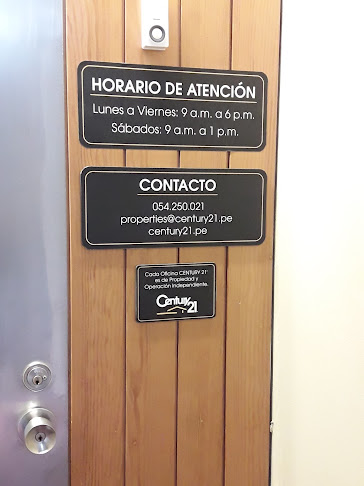 HORARIO DE ATENCIÓN
Lunes a Viernes: 9 a.m. a 6 p.m.
Sábados: 9 a.m. a 1 p.m.
CONTACTO
054.250.021
properties@century21.pe
century21.pe
Cada Oficina CENTURY 21®
es de Propiedad y
Operación Independiente.
Century 21